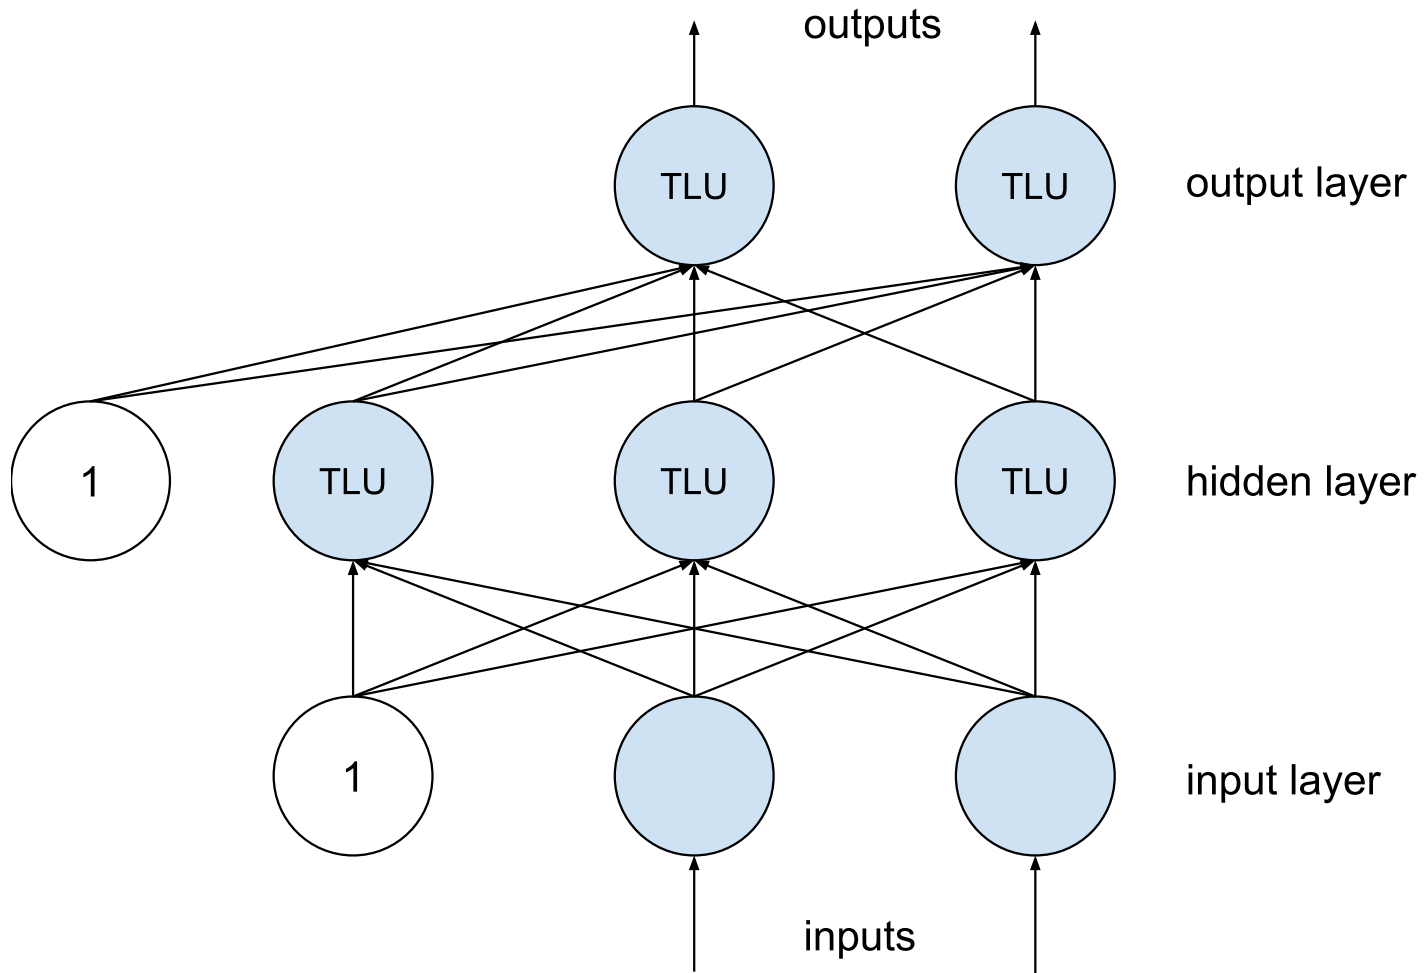 outputs
TLU
TLU
output layer
1
TLU
TLU
TLU
hidden layer
1
input layer
inputs